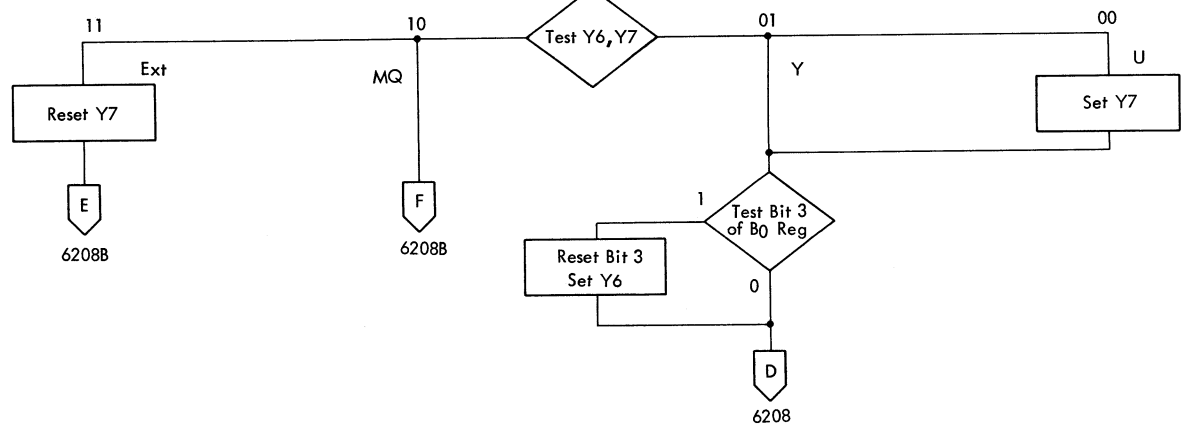 11
10
Test Y6, Y7
01
00
Ext
MQ
Y
U
Reset Y7
Set Y7
E
6208B
F
6208B
1
Test Bit 3
of B0 Reg
Reset Bit 3
Set Y6
0
D
6208